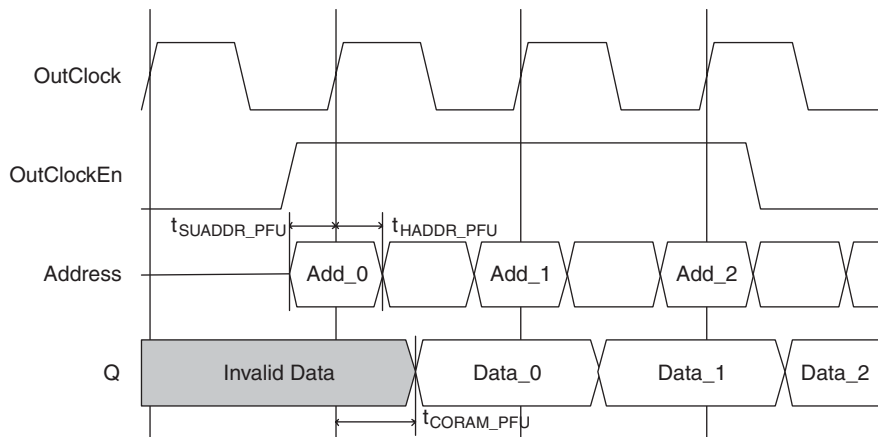 OutClock
OutClockEn
tSUADDR_PFU tHADDR_PFU
Address Add_0 Add_1 Add_2
Q Invalid Data Data_0 Data_1 Data_2
tCORAM_PFU